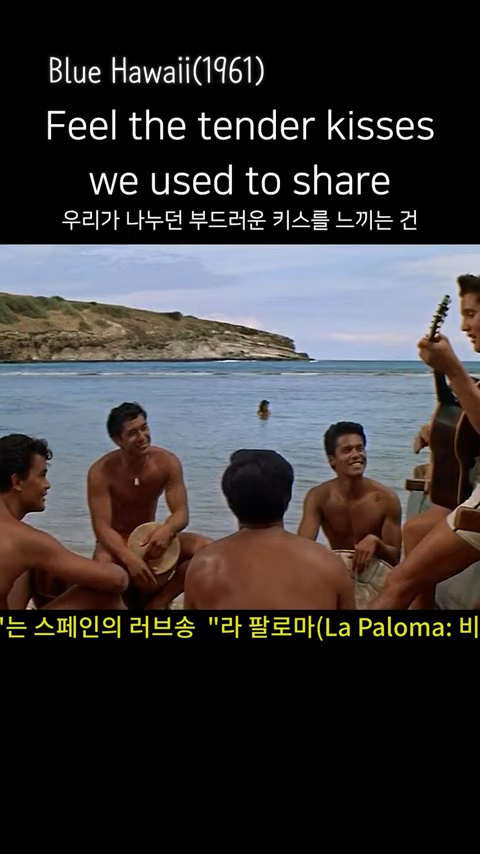 Blue Hawaii(1961)
Feel the tender kisses
we used to share
우리가 나누던 부드러운 키스를 느끼는 건
"는 스페인의 러브송 "라 팔로마(La Paloma: 비